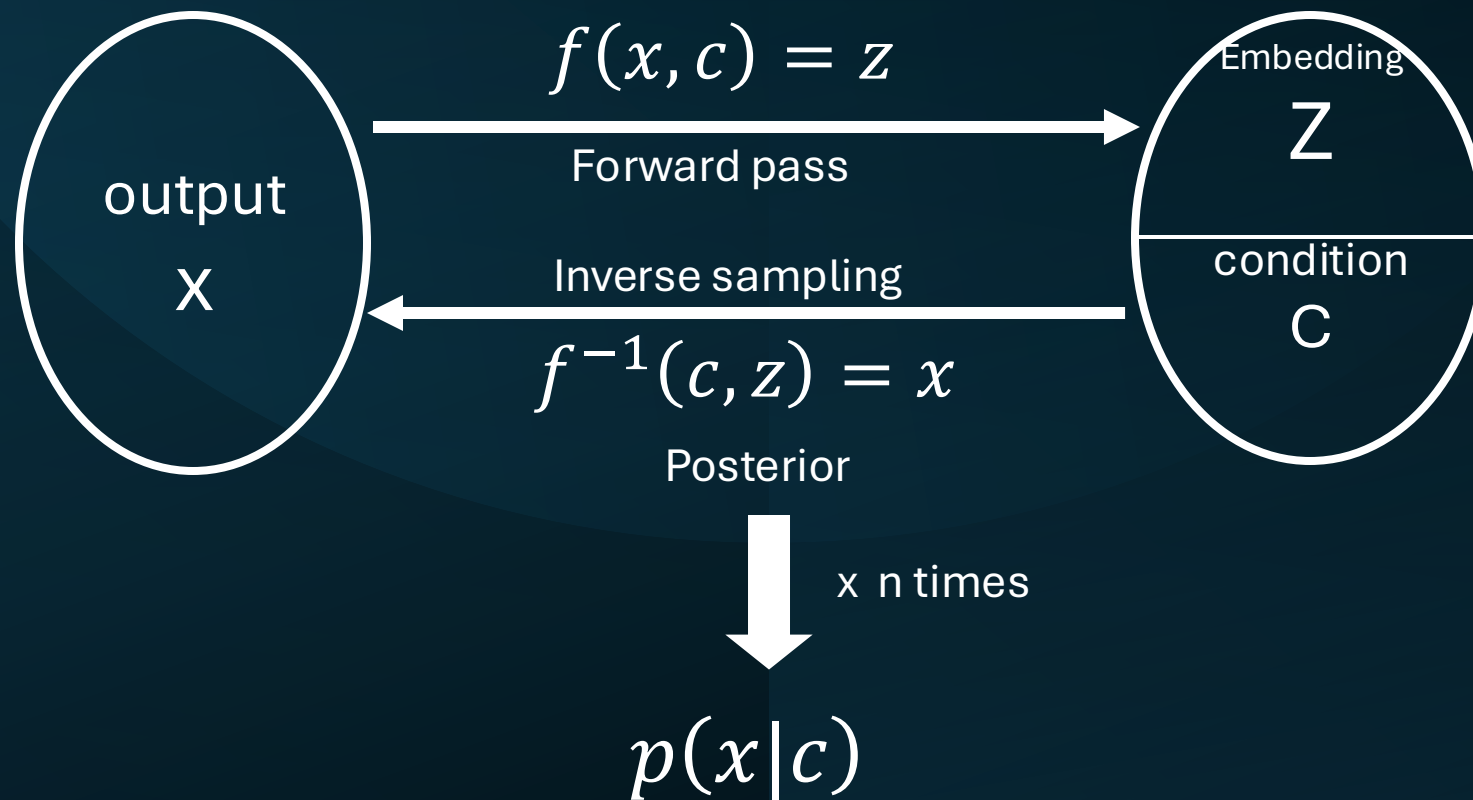 f(x, c) = z
Embedding
Z
Forward pass
output
x
Inverse sampling
condition
C
f⁻¹(c, z) = x
Posterior
x n times
p(x|c)